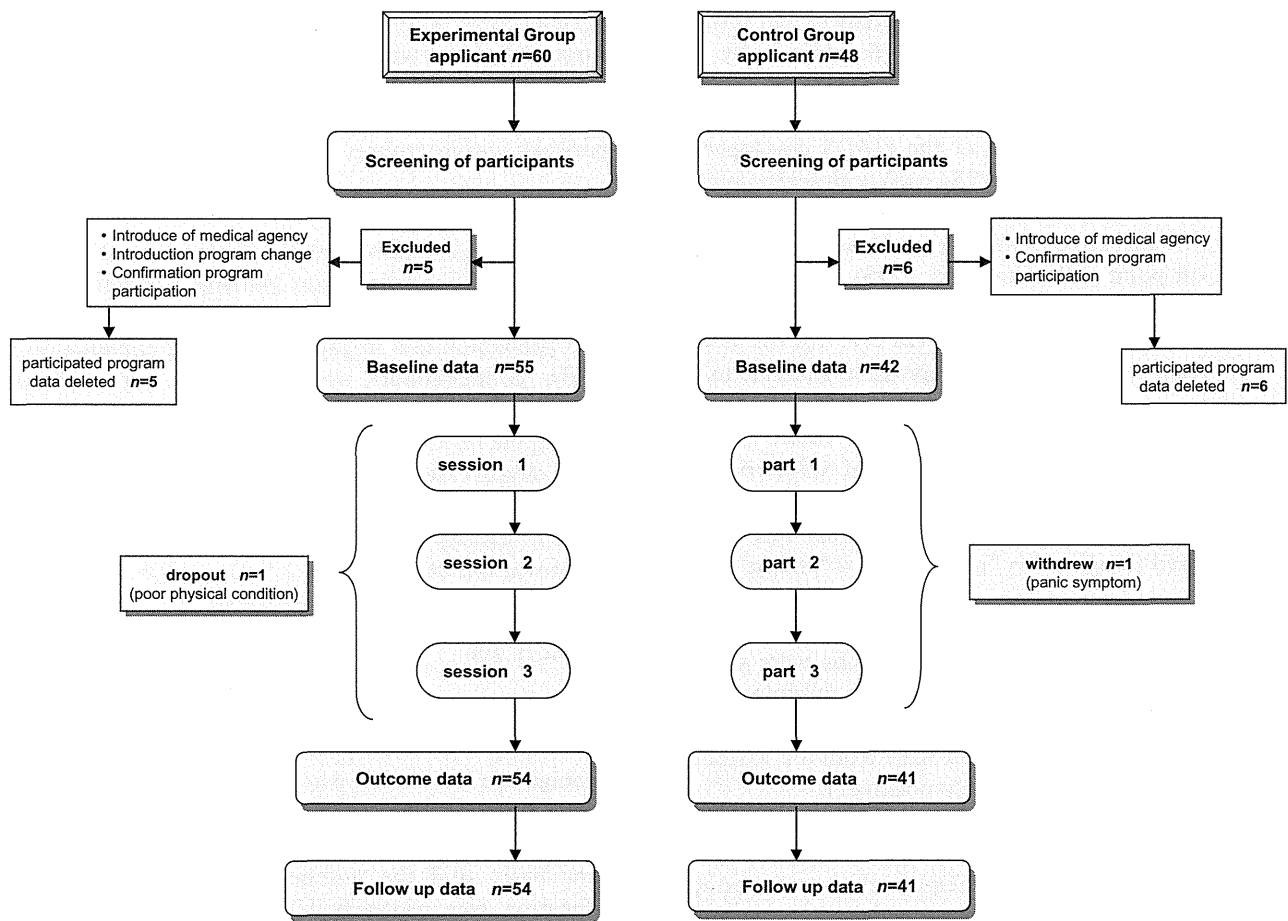 Experimental Group
applicant n=60
Control Group
applicant n=48
Screening of participants
Screening of participants
• Introduce of medical agency
• Introduction program change
• Confirmation program
participation
Excluded
n=5
Excluded
n=6
• Introduce of medical agency
• Confirmation program
participation
participated program
data deleted n=5
Baseline data n=55
Baseline data n=42
participated program
data deleted n=6
session 1
part 1
session 2
part 2
dropout n=1
(poor physical condition)
withdrew n=1
(panic symptom)
session 3
part 3
Outcome data n=54
Outcome data n=41
Follow up data n=54
Follow up data n=41